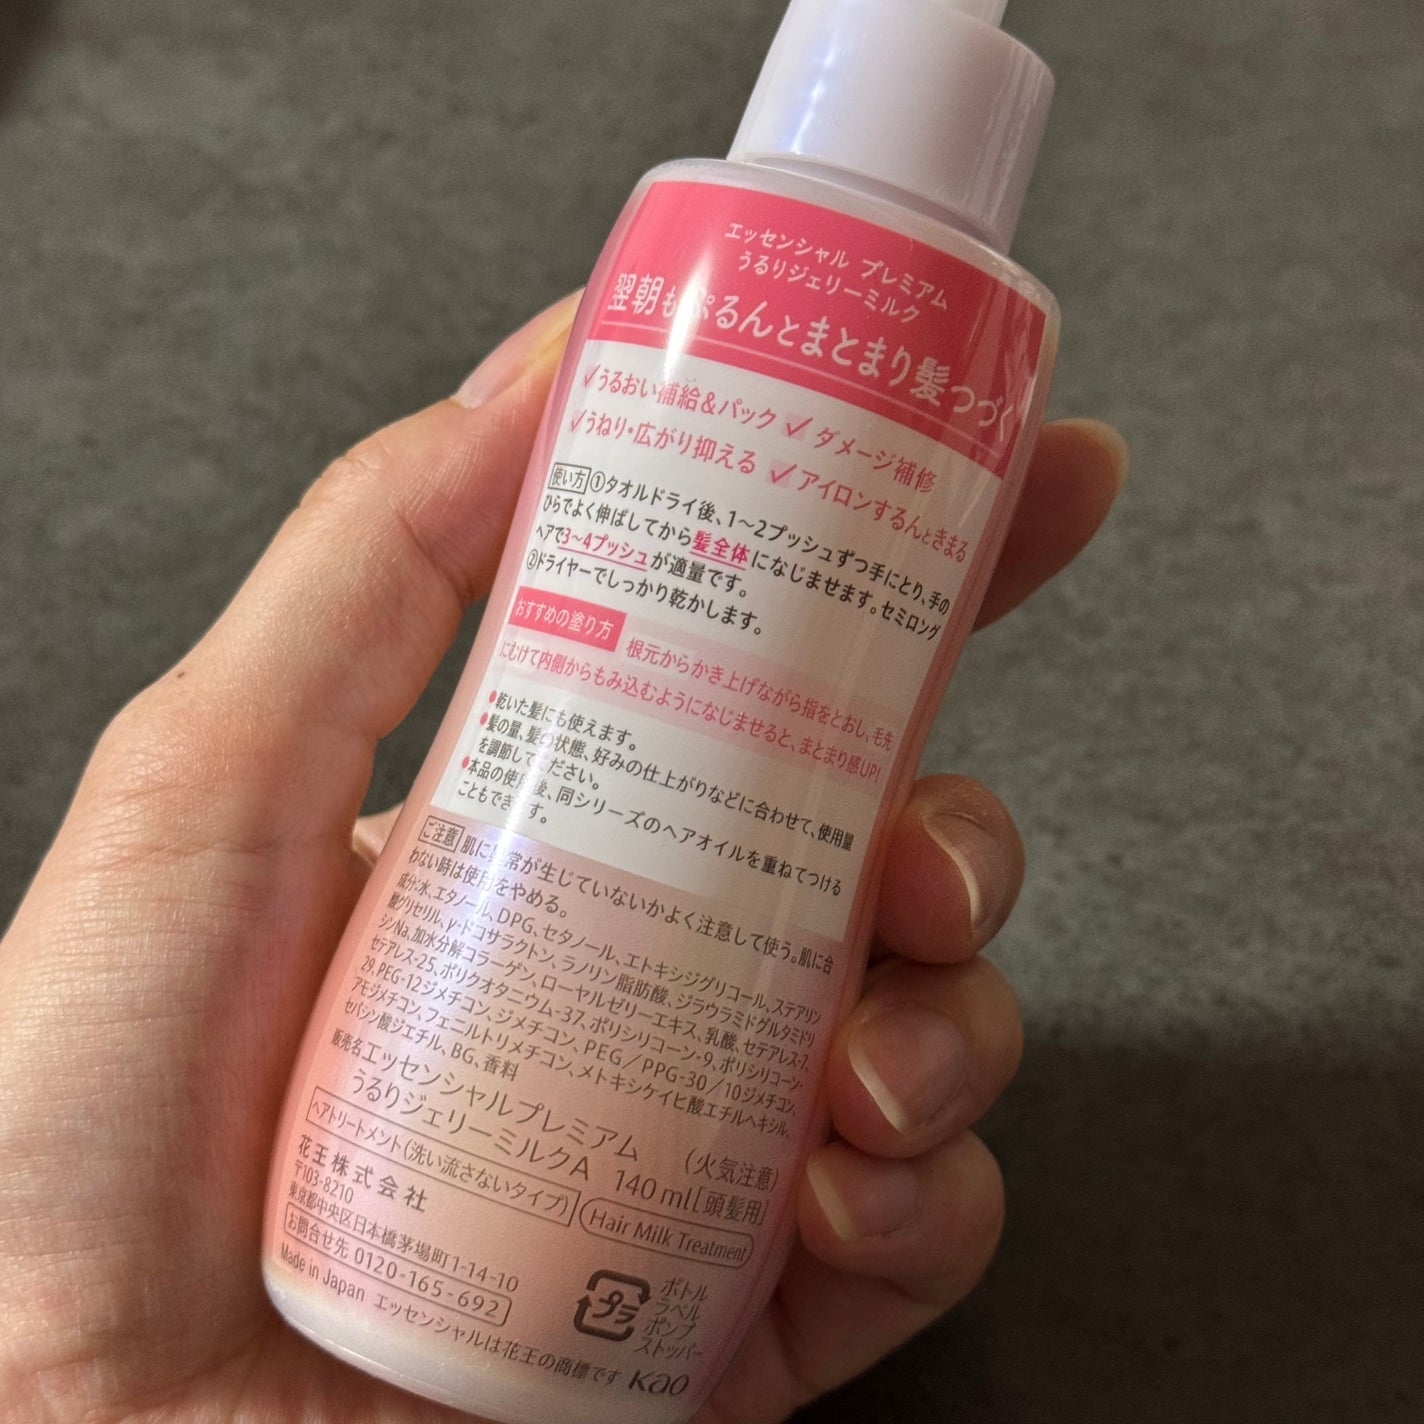 エッセンシャル プレミアム
うるりジェリーミルク
翌朝もぷるんとまとまり髪つづく
✓うるおい補給&パック ✓ダメージ補修
✓うねり・広がり抑える ✓アイロンするんときまる
使い方 ①タオルドライ後、1〜2プッシュずつ手にとり、手の
ひらでよく伸ばしてから髪全体になじませます。セミロング
ヘアで3〜4プッシュが適量です。
②ドライヤーでしっかり乾かします。
おすすめの塗り方 根元からかき上げながら指をとおし、毛先
にむけて内側からもみ込むようになじませると、まとまり感UP!
●乾いた髪にも使えます。
●髪の量、髪の状態、好みの仕上がりなどに合わせて、使用量
を調節してください。
●本品の使用後、同シリーズのヘアオイルを重ねてつける
こともできます。
ご注意 肌に異常が生じていないかよく注意して使う。肌に合
わない時は使用をやめる。
成分:水、エタノール、DPG、セタノール、エトキシジグリコール、ステアリン
酸グリセリル、γ-ドコサラクトン、ラノリン脂肪酸、ジラウラミドグルタミドリ
シンNa、加水分解コラーゲン、ローヤルゼリーエキス、乳酸、セテアレス-7、
セテアレス-25、ポリクオタニウム-37、ポリシリコーン-9、ポリシリコーン-
29、PEG-12ジメチコン、ジメチコン、PEG/PPG-30/10ジメチコン、
アモジメチコン、フェニルトリメチコン、メトキシケイヒ酸エチルヘキシル、
セバシン酸ジエチル、BG、香料
販売名エッセンシャルプレミアム
うるりジェリーミルクA 140ml[頭髪用]
(火気注意)
ヘアトリートメント(洗い流さないタイプ) Hair Milk Treatment
花王株式会社
〒103-8210
東京都中央区日本橋茅場町1-14-10
お問合せ先 0120-165-692
Made in Japan エッセンシャルは花王の商標です
プラ
ボトル
ラベル
ポンプ
ストッパー
Kao